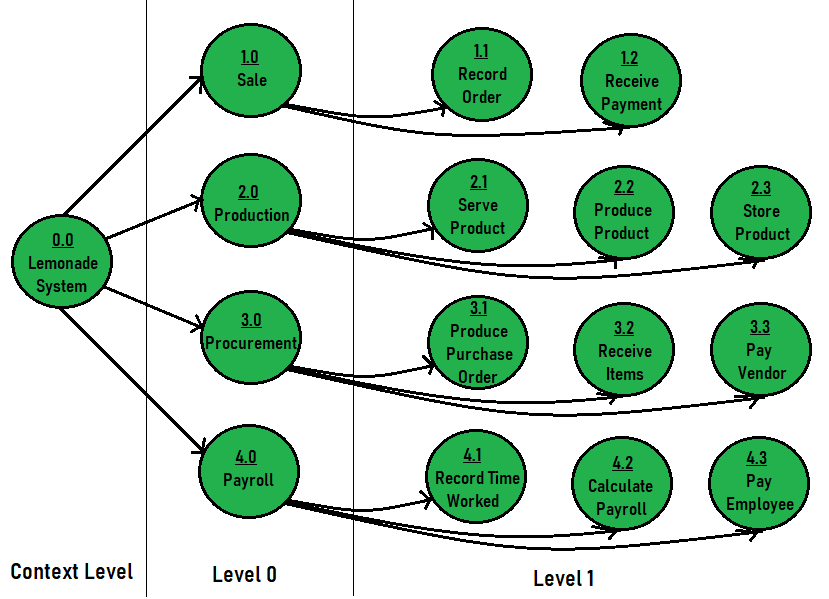 1.0
Sale
1.1
Record
Order
1.2
Receive
Payment
2.0
Production
2.1
Serve
Product
2.2
Produce
Product
2.3
Store
Product
0.0
Lemonade
System
3.0
Procurement
3.1
Produce
Purchase
Order
3.2
Receive
Items
3.3
Pay
Vendor
4.0
Payroll
4.1
Record Time
Worked
4.2
Calculate
Payroll
4.3
Pay
Employee
Context Level
Level 0
Level 1